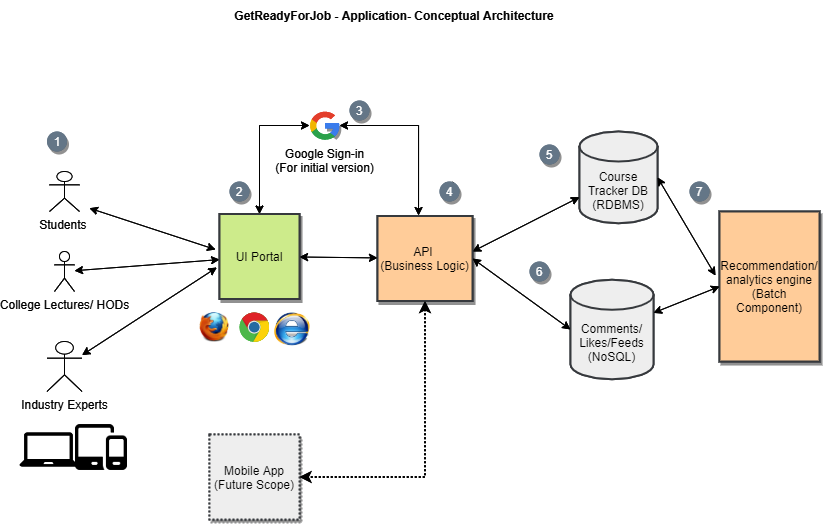 GetReadyForJob - Application- Conceptual Architecture
1
3
Google Sign-in
(For initial version)
2
4
5
Course
Tracker DB
(RDBMS)
7
Students
UI Portal
API
(Business Logic)
Recommendation/
analytics engine
(Batch
Component)
6
College Lectures/ HODs
Comments/
Likes/Feeds
(NoSQL)
Industry Experts
Mobile App
(Future Scope)